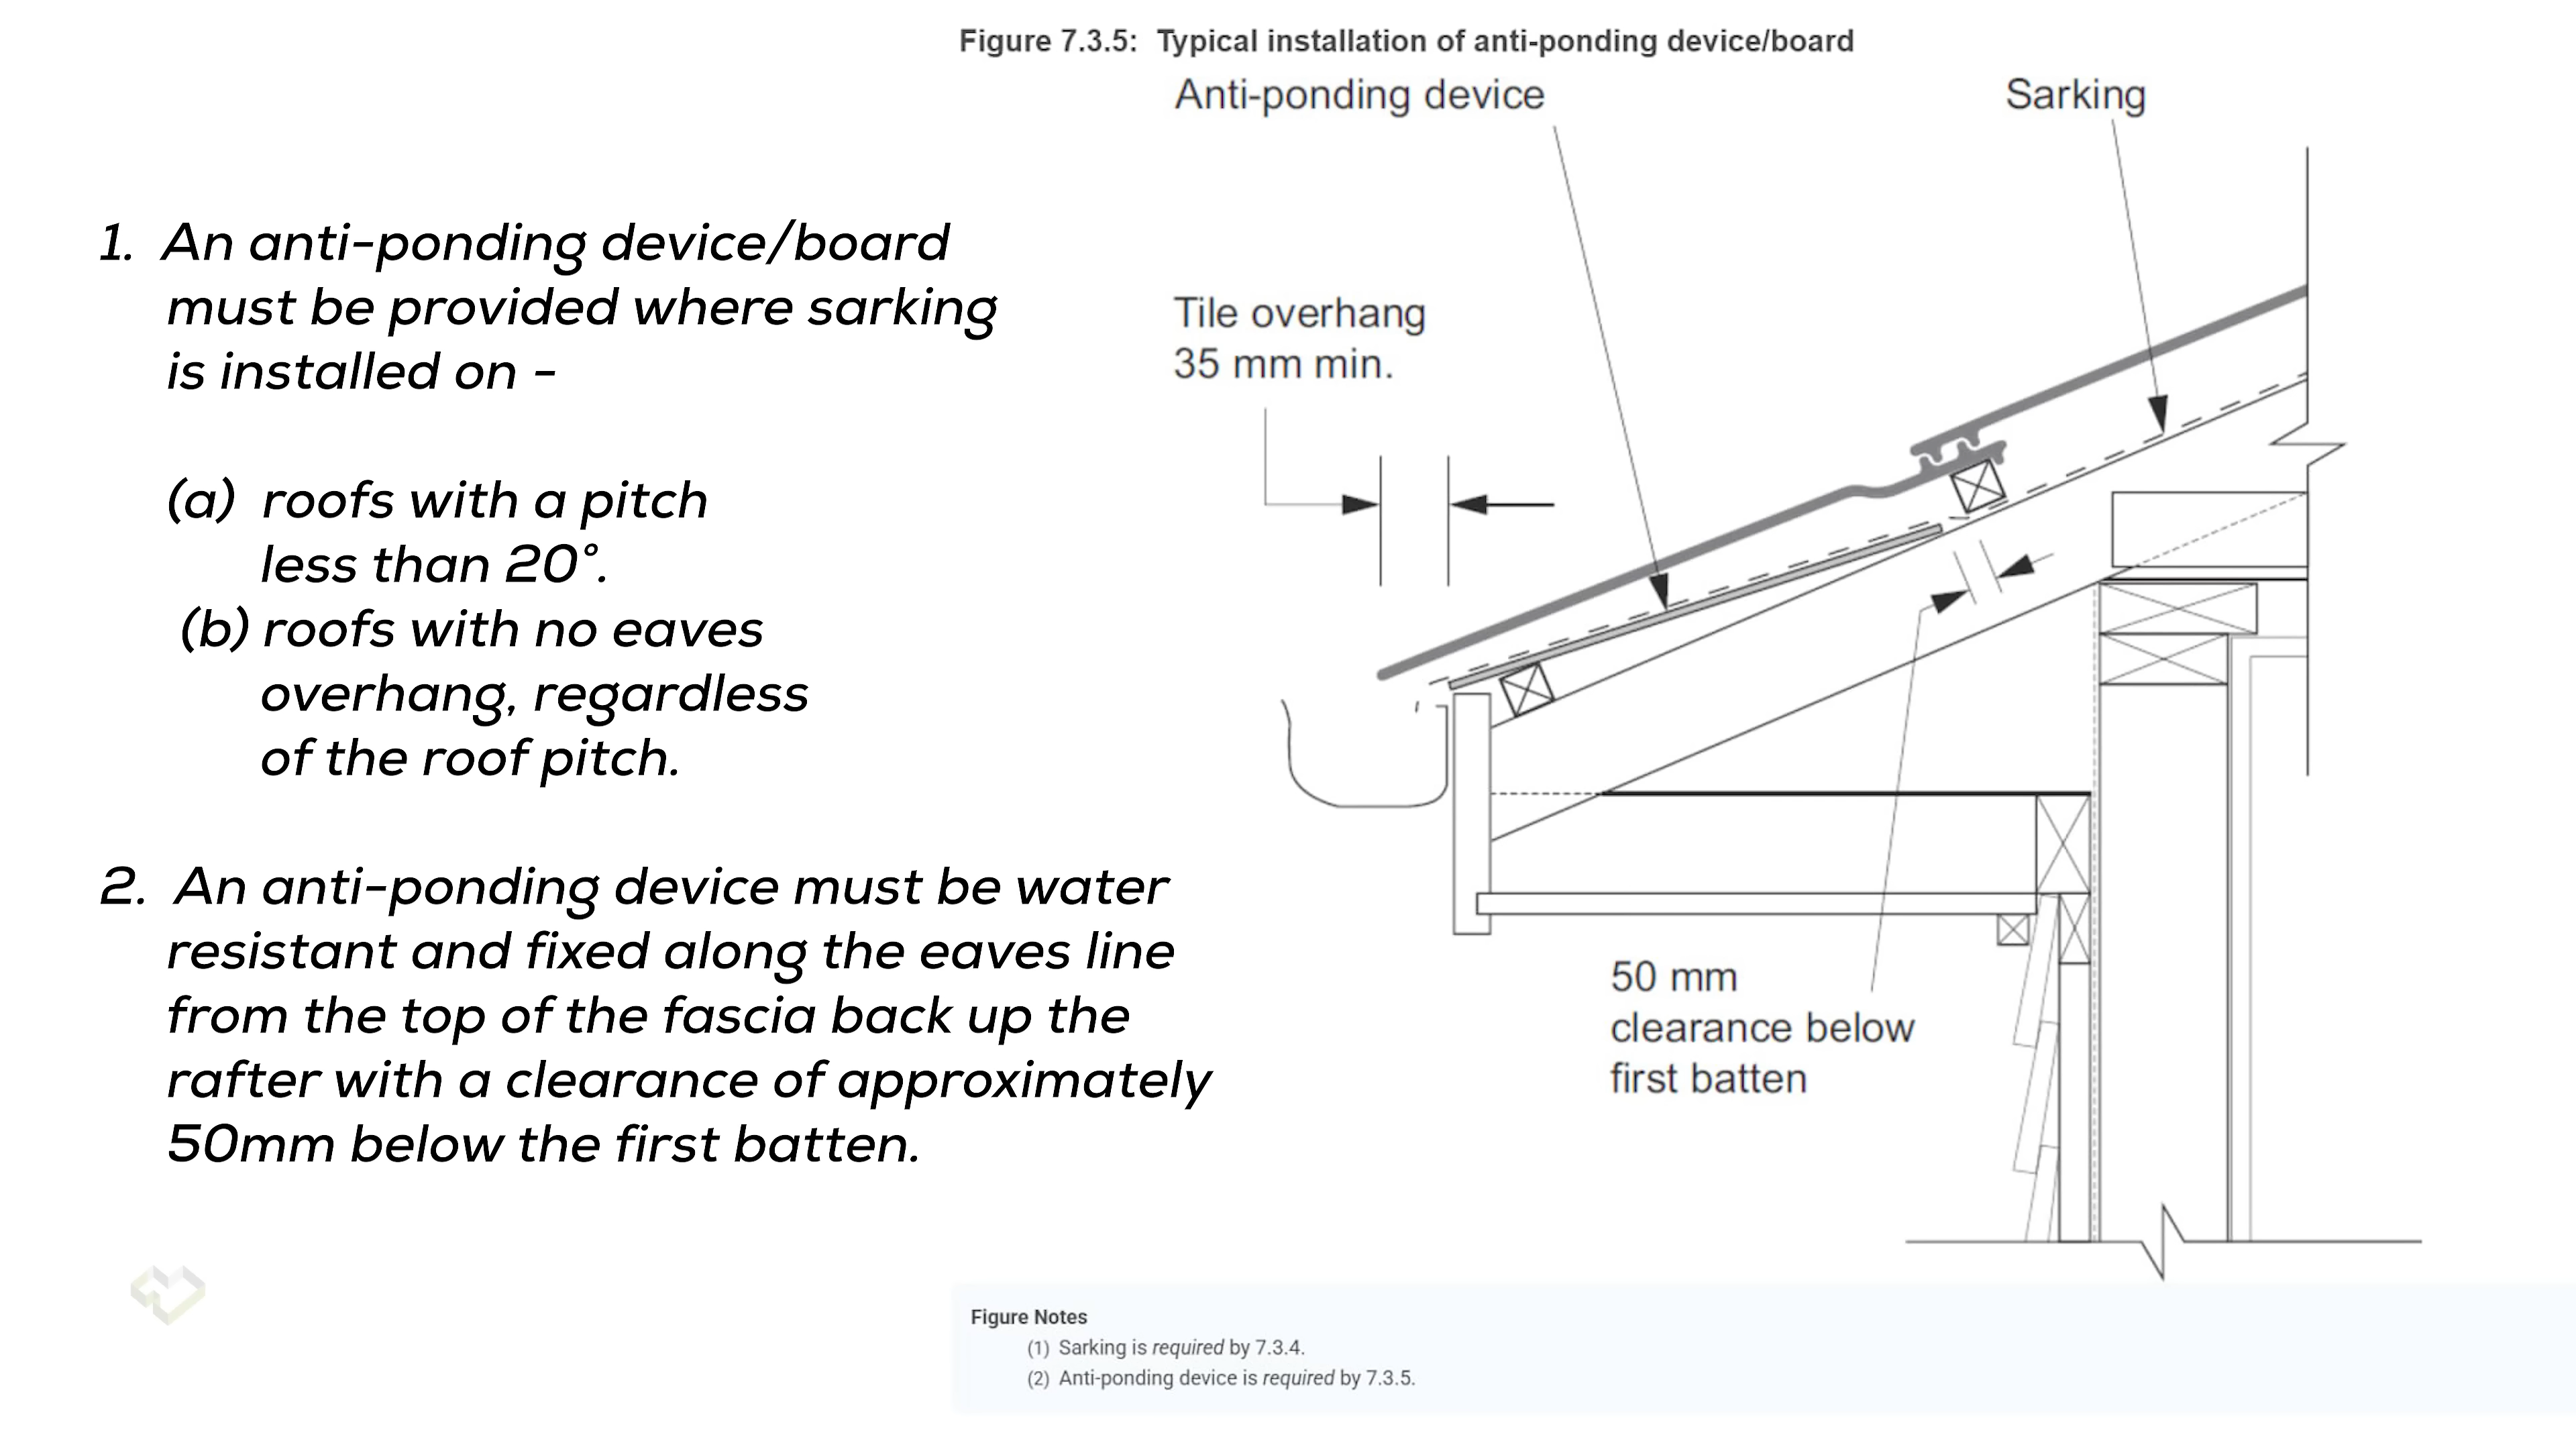 Figure 7.3.5: Typical installation of anti-ponding device/board
Anti-ponding device
Sarking
Tile overhang
35 mm min.
50 mm
clearance below
first batten
1. An anti-ponding device/board
must be provided where sarking
is installed on -
(a) roofs with a pitch
less than 20°.
(b) roofs with no eaves
overhang, regardless
of the roof pitch.
2. An anti-ponding device must be water
resistant and fixed along the eaves line
from the top of the fascia back up the
rafter with a clearance of approximately
50mm below the first batten.
Figure Notes
(1) Sarking is required by 7.3.4.
(2) Anti-ponding device is required by 7.3.5.